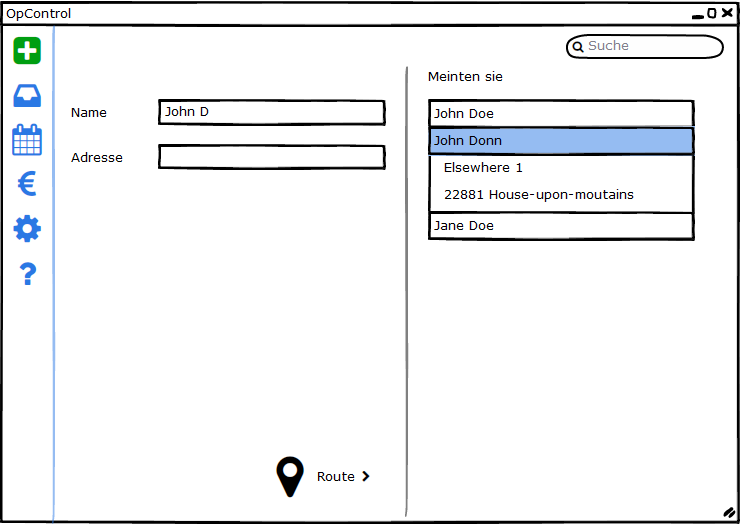 OpControl
Suche
Name
John D
Adresse
Meinten sie
John Doe
John Donn
Elsewhere 1
22881 House-upon-moutains
Jane Doe
Route